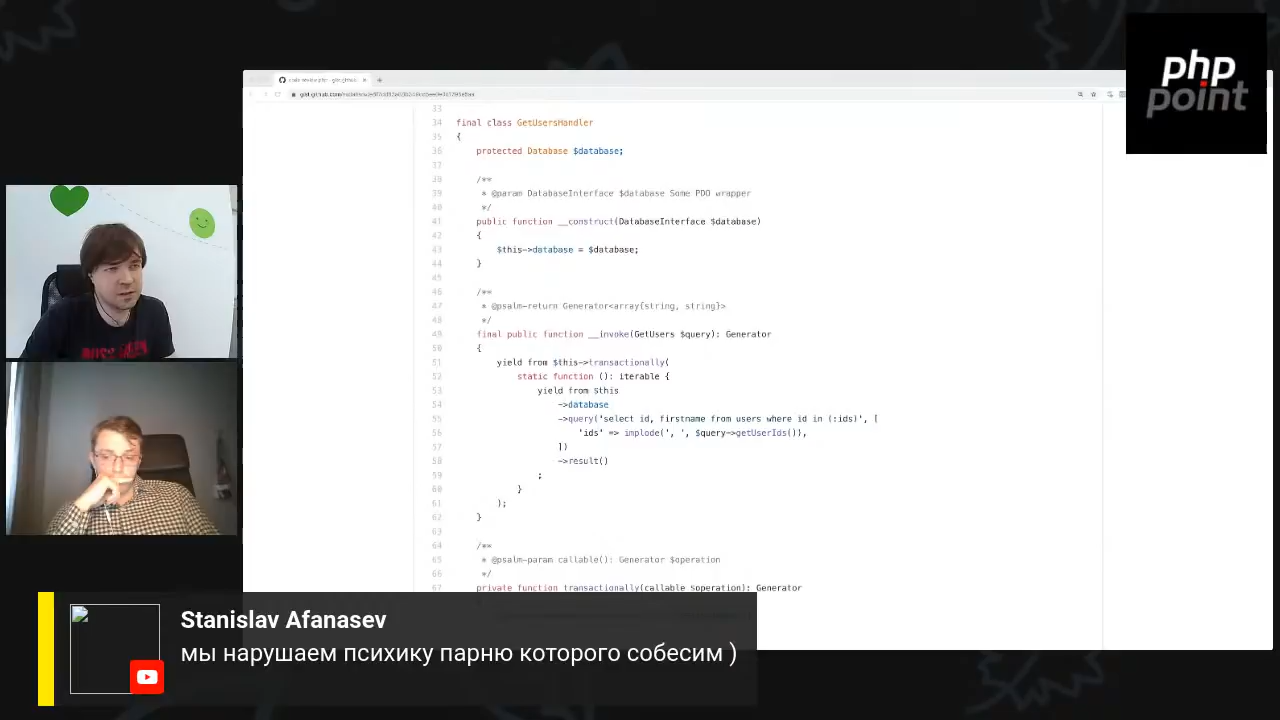 php
point
33
34 final class GetUsersHandler
35 {
36 protected Database $database;
37
38 /**
39 * @param DatabaseInterface $database Some PDO wrapper
40 */
41 public function __construct(DatabaseInterface $database)
42 {
43 $this->database = $database;
44 }
45
46 /**
47 * @psalm-return Generator<array{string, string}>
48 */
49 final public function __invoke(GetUsers $query): Generator
50 {
51 yield from $this->transactionally(
52 static function (): iterable {
53 yield from $this
54 ->database
55 ->query('select id, firstname from users where id in (:ids)', [
56 'ids' => implode(', ', $query->getUserIds()),
57 ])
58 ->result()
59 ;
60 }
61 );
62 }
63
64 /**
65 * @psalm-param callable(): Generator $operation
66 */
67 private function transactionally(callable $operation): Generator
Stanislav Afanasev
мы нарушаем психику парню которого собесим )